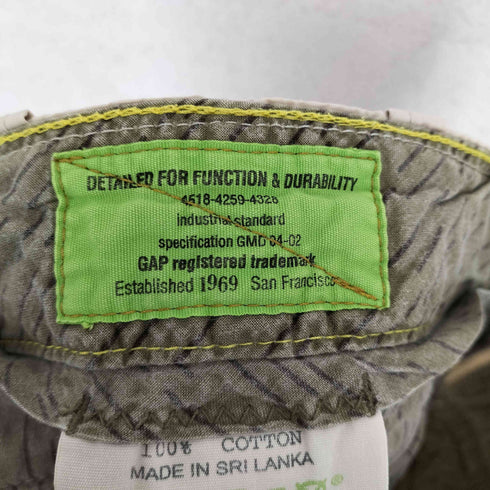 DETAILED FOR FUNCTION & DURABILITY
4518-4259-4328
industrial standard
specification GMD 04-02
GAP registered trademark
Established 1969 San Francisco
100% COTTON
MADE IN SRI LANKA